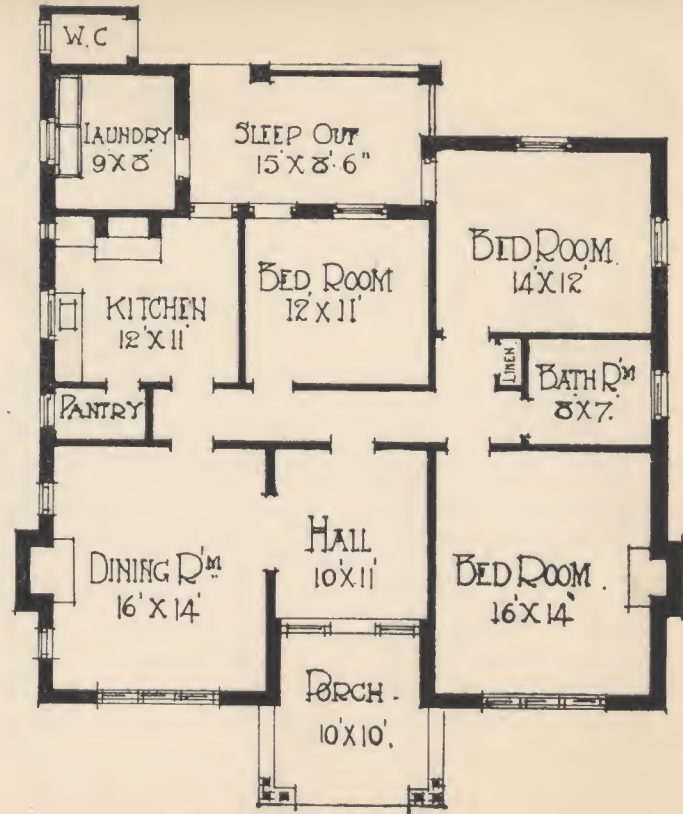 W.C
LAUNDRY
9'X8'
SLEEP OUT
15'X8'.6"
BED ROOM.
14'X12'
BED ROOM
12'X11'
KITCHEN
12'X11'
LINEN
BATH R'M
8'X7'.
PANTRY
DINING R'M
16'X14'
HALL
10'X11'
BED ROOM.
16'X14'
PORCH.
10'X10'.